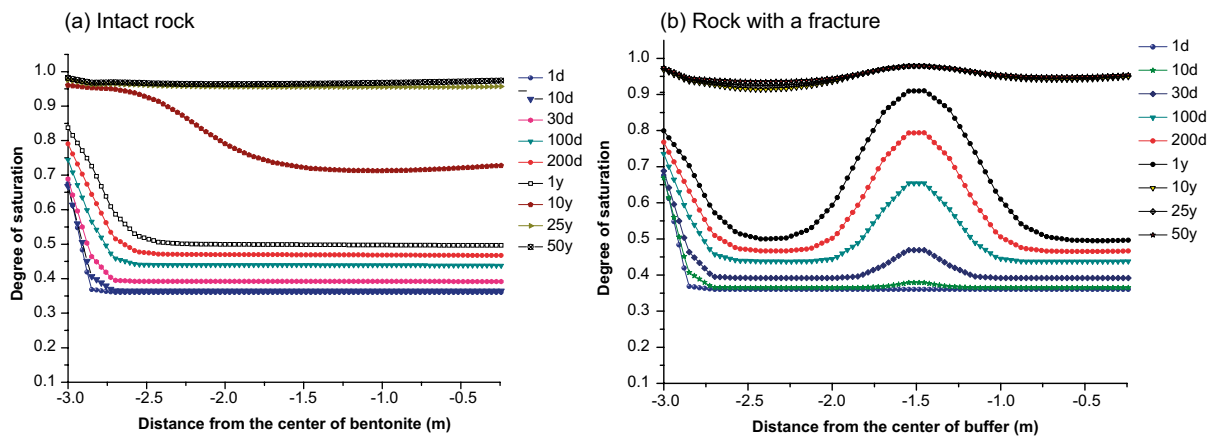 (a) Intact rock
Degree of saturation
1.0
0.9
0.8
0.7
0.6
0.5
0.4
0.3
0.2
0.1
-3.0 -2.5 -2.0 -1.5 -1.0 -0.5
Distance from the center of bentonite (m)
1d
10d
30d
100d
200d
1y
10y
25y
50y
(b) Rock with a fracture
Degree of saturation
1.0
0.9
0.8
0.7
0.6
0.5
0.4
0.3
0.2
0.1
-3.0 -2.5 -2.0 -1.5 -1.0 -0.5
Distance from the center of buffer (m)
1d
10d
30d
100d
200d
1y
10y
25y
50y